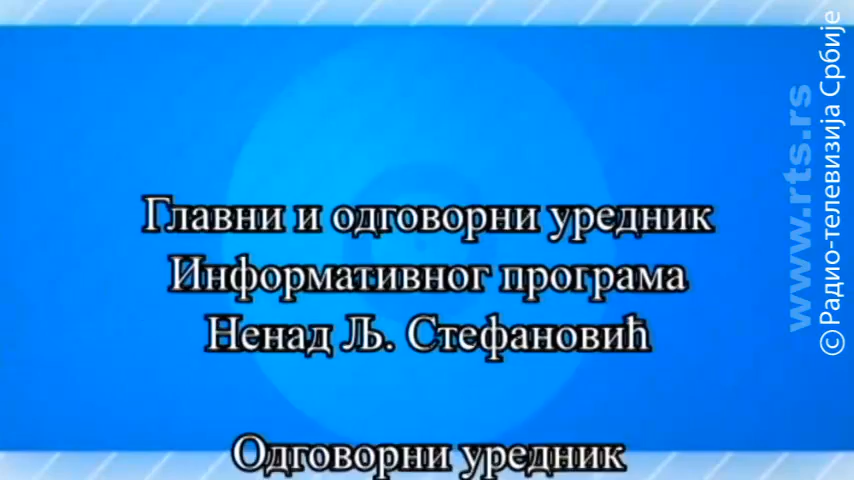 Главни и одговорни уредник
Информативног програма
Ненад Љ. Стефановић
Одговорни уредник
www.rts.rs
© Радио-телевизија Србије